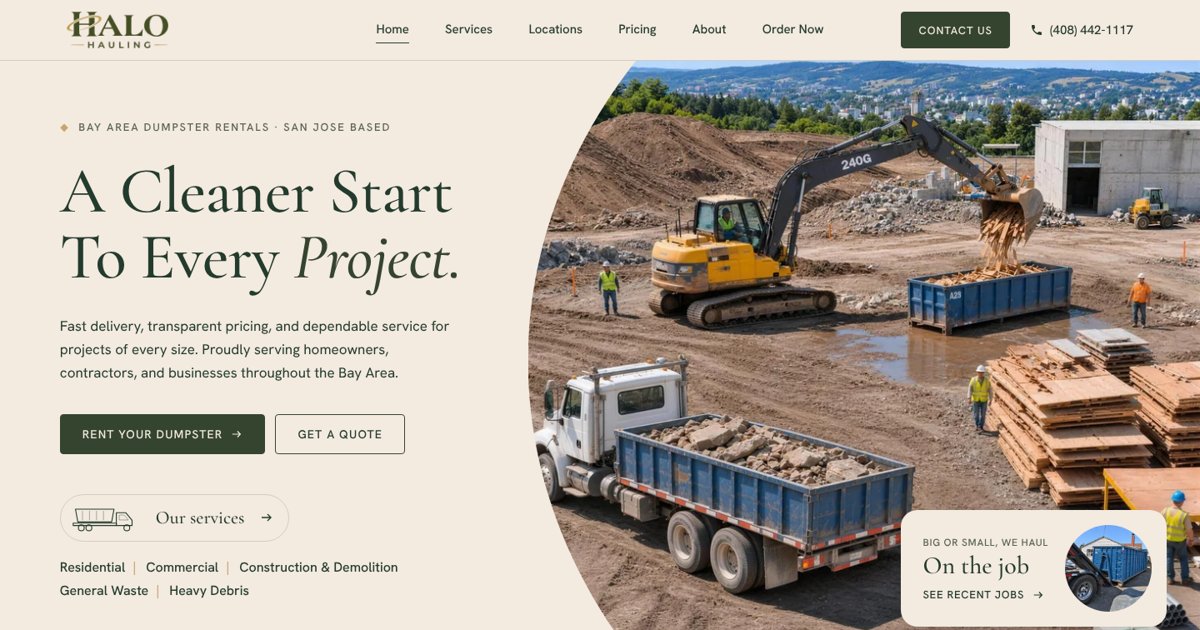 HALO
HAULING
Home
Services
Locations
Pricing
About
Order Now
CONTACT US
(408) 442-1117
BAY AREA DUMPSTER RENTALS · SAN JOSE BASED
A Cleaner Start
To Every Project.
Fast delivery, transparent pricing, and dependable service for
projects of every size. Proudly serving homeowners,
contractors, and businesses throughout the Bay Area.
RENT YOUR DUMPSTER →
GET A QUOTE
Our services →
Residential | Commercial | Construction & Demolition
General Waste | Heavy Debris
240G
A25
BIG OR SMALL, WE HAUL
On the job
SEE RECENT JOBS →